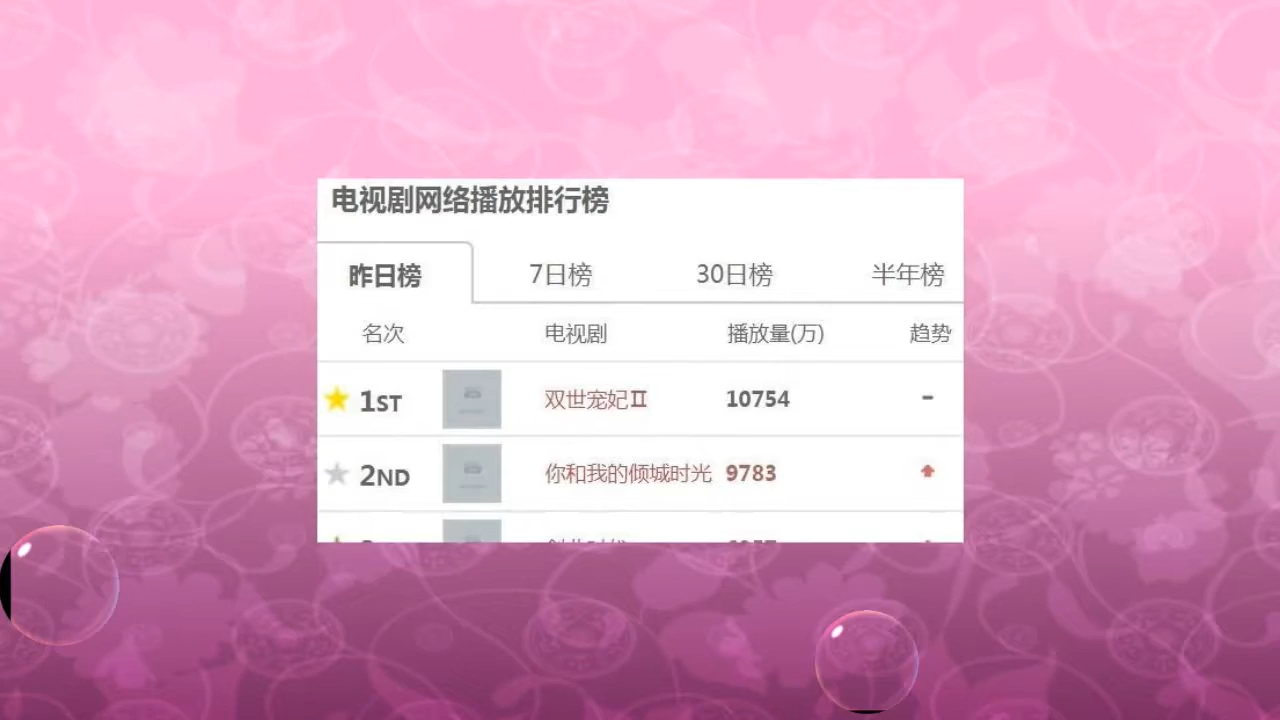 电视剧网络播放排行榜
昨日榜 7日榜 30日榜 半年榜
名次 电视剧 播放量(万) 趋势
1ST 双世宠妃Ⅱ 10754 -
2ND 你和我的倾城时光 9783